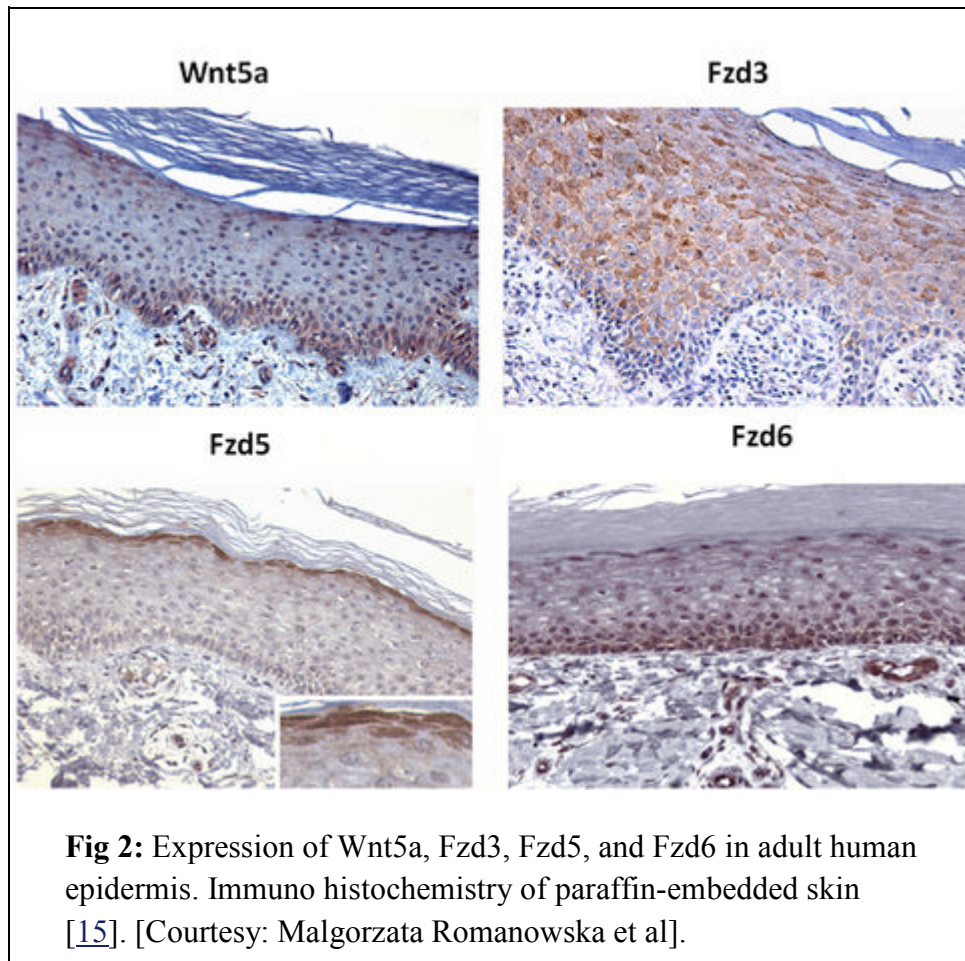 Wnt5a
Fzd3
Fzd5
Fzd6
Fig 2: Expression of Wnt5a, Fzd3, Fzd5, and Fzd6 in adult human
epidermis. Immuno histochemistry of paraffin-embedded skin
[15]. [Courtesy: Malgorzata Romanowska et al].